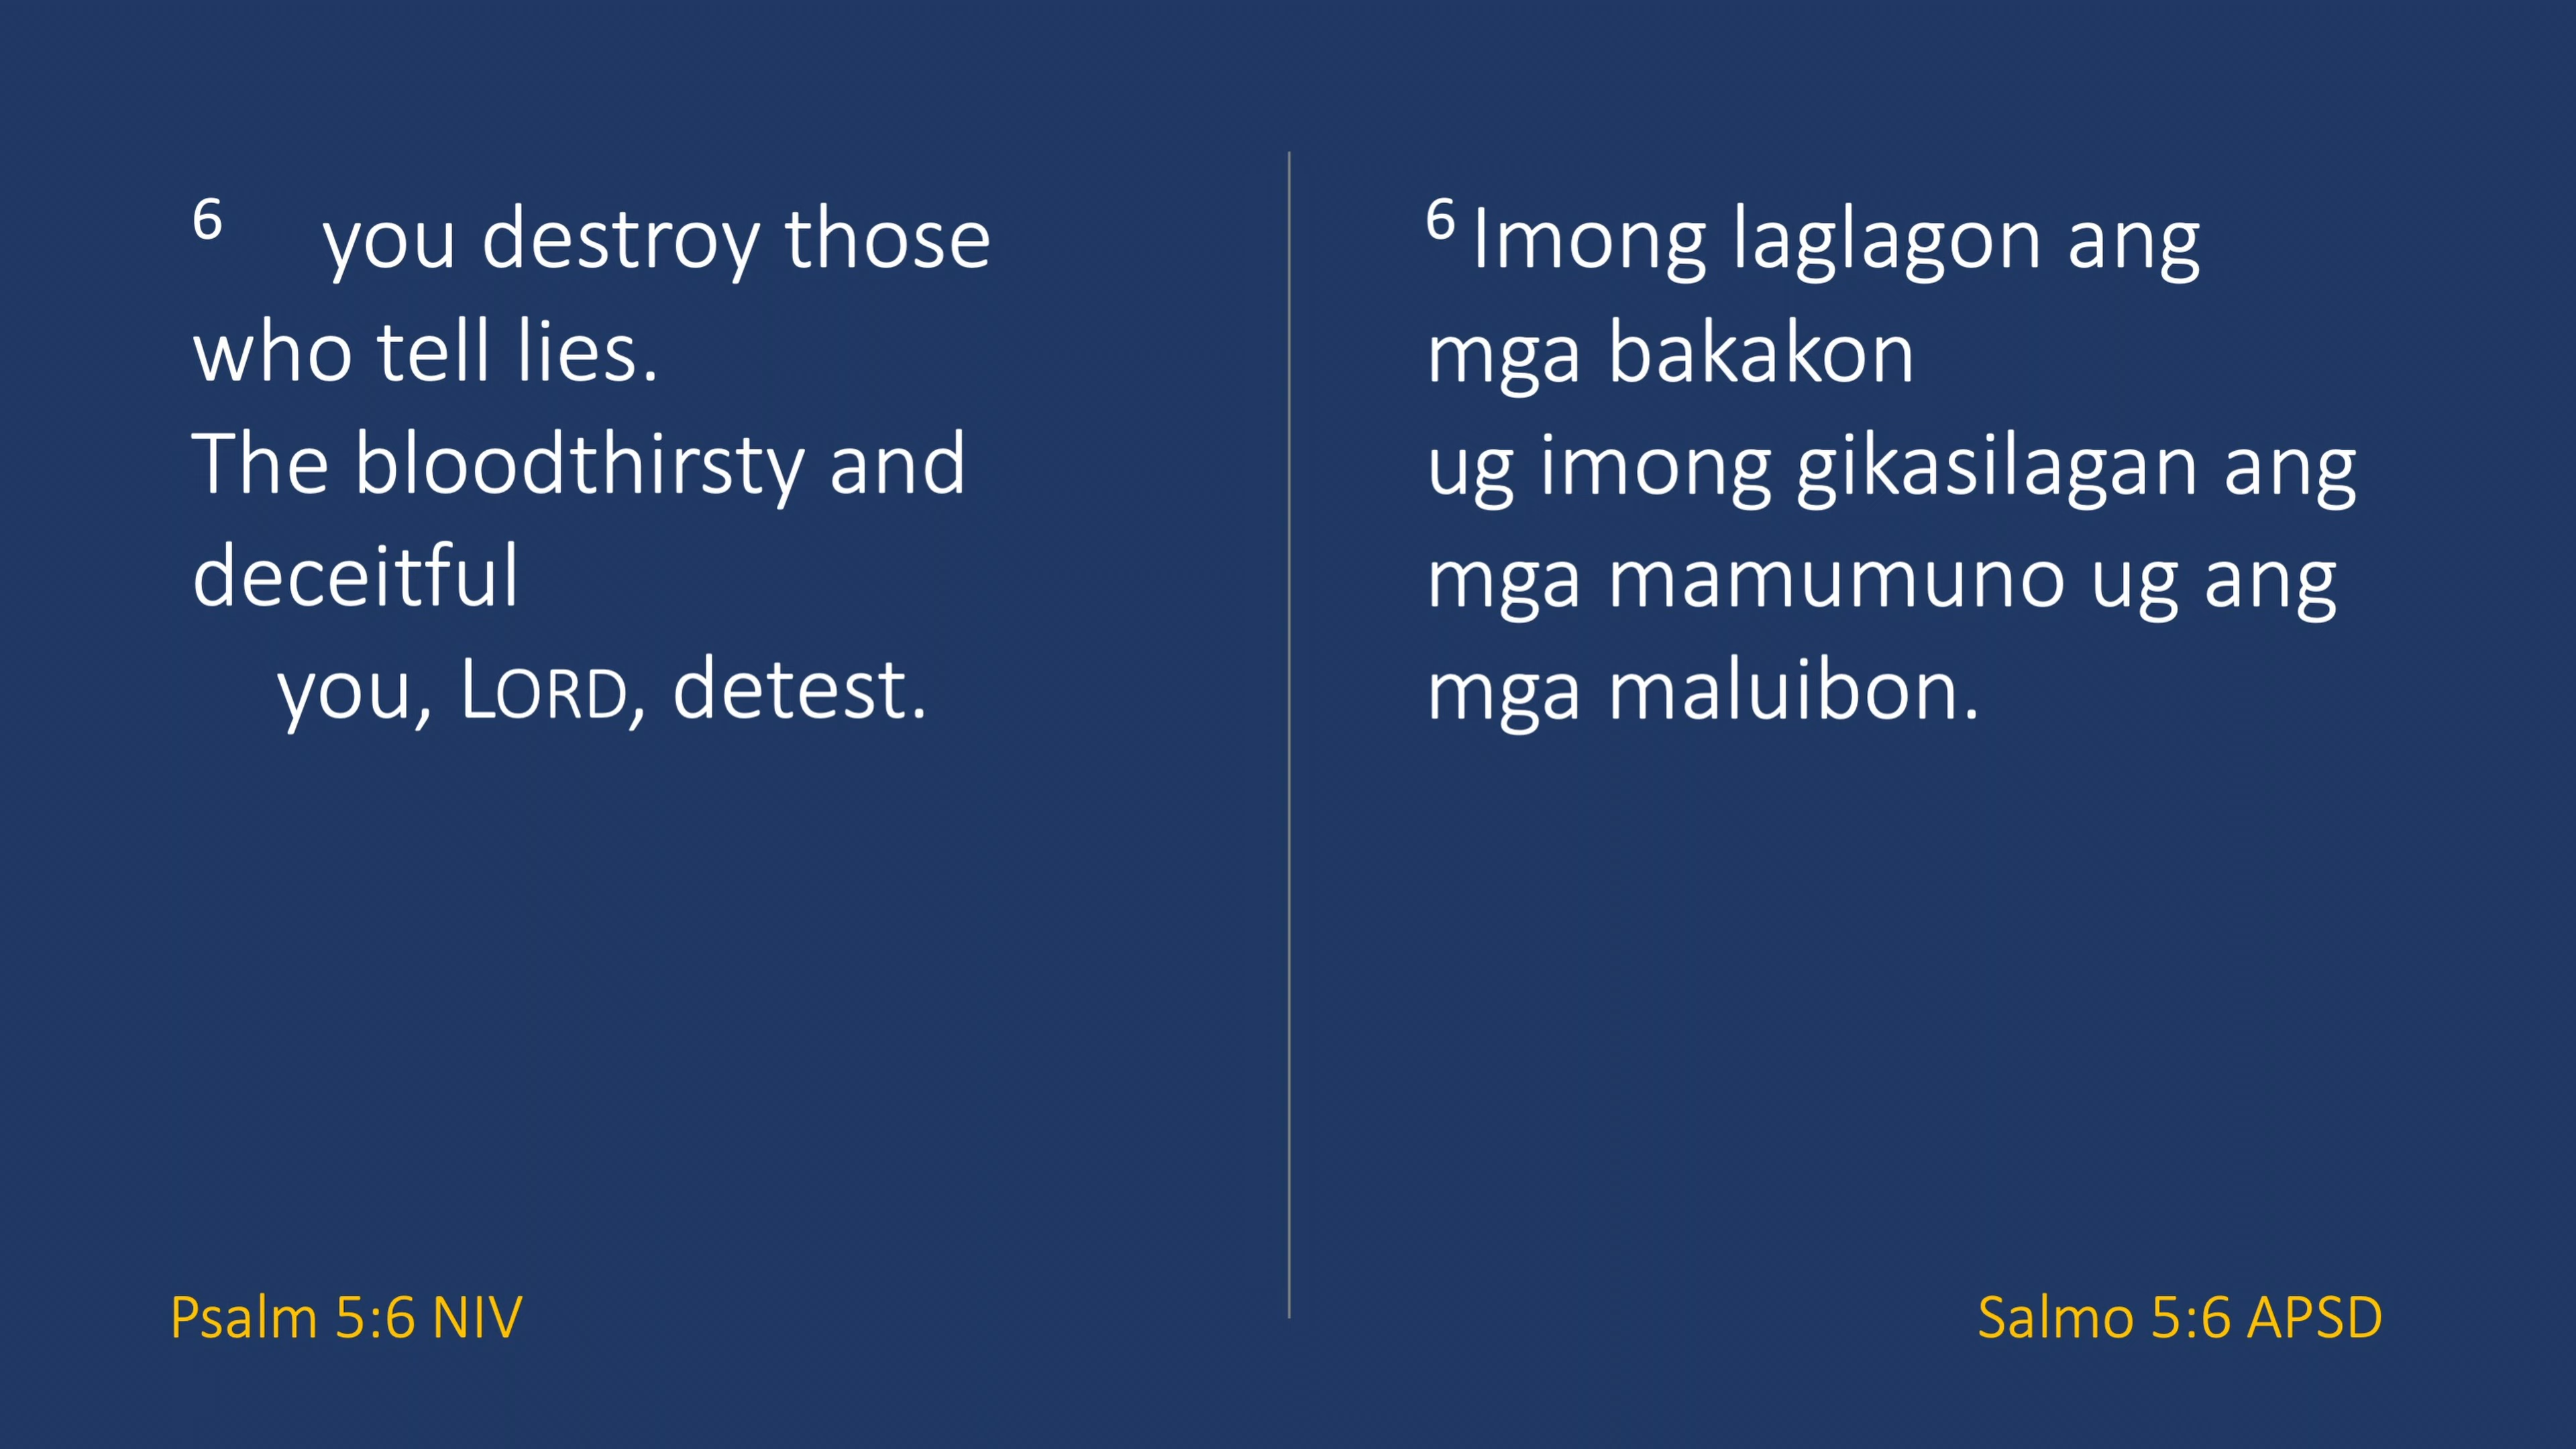 6 you destroy those
who tell lies.
The bloodthirsty and
deceitful
you, LORD, detest.
Psalm 5:6 NIV
6 Imong laglagon ang
mga bakakon
ug imong gikasilagan ang
mga mamumuno ug ang
mga maluibon.
Salmo 5:6 APSD